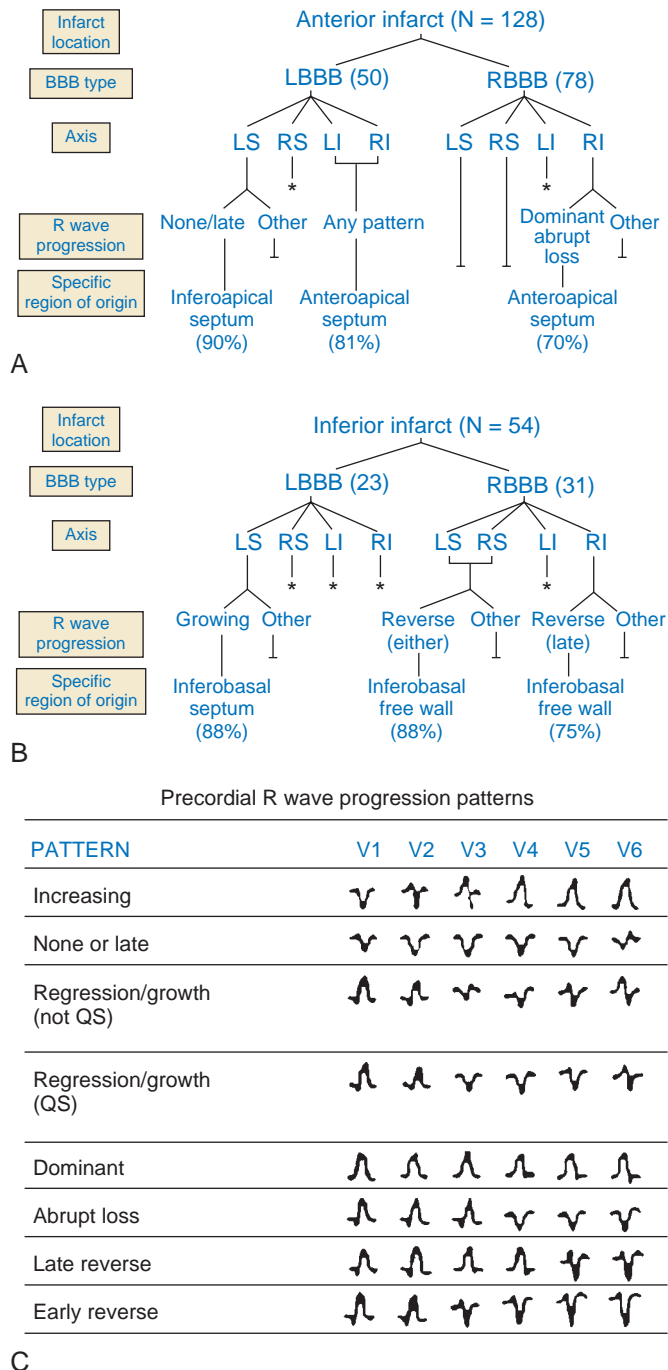 Infarct
location
Anterior infarct (N = 128)
BBB type
LBBB (50) RBBB (78)
Axis
LS RS LI RI LS RS LI RI
* *
R wave
progression
None/late Other Any pattern Dominant
abrupt
loss Other
Specific
region of origin
Inferoapical
septum
(90%)
Anteroapical
septum
(81%)
Anteroapical
septum
(70%)
A
Infarct
location
Inferior infarct (N = 54)
BBB type
LBBB (23) RBBB (31)
Axis
LS RS LI RI LS RS LI RI
* * * *
R wave
progression
Growing Other Reverse
(either) Other Reverse
(late) Other
Specific
region of origin
Inferobasal
septum
(88%)
Inferobasal
free wall
(88%)
Inferobasal
free wall
(75%)
B
Precordial R wave progression patterns
PATTERN V1 V2 V3 V4 V5 V6
Increasing
None or late
Regression/growth
(not QS)
Regression/growth
(QS)
Dominant
Abrupt loss
Late reverse
Early reverse
C